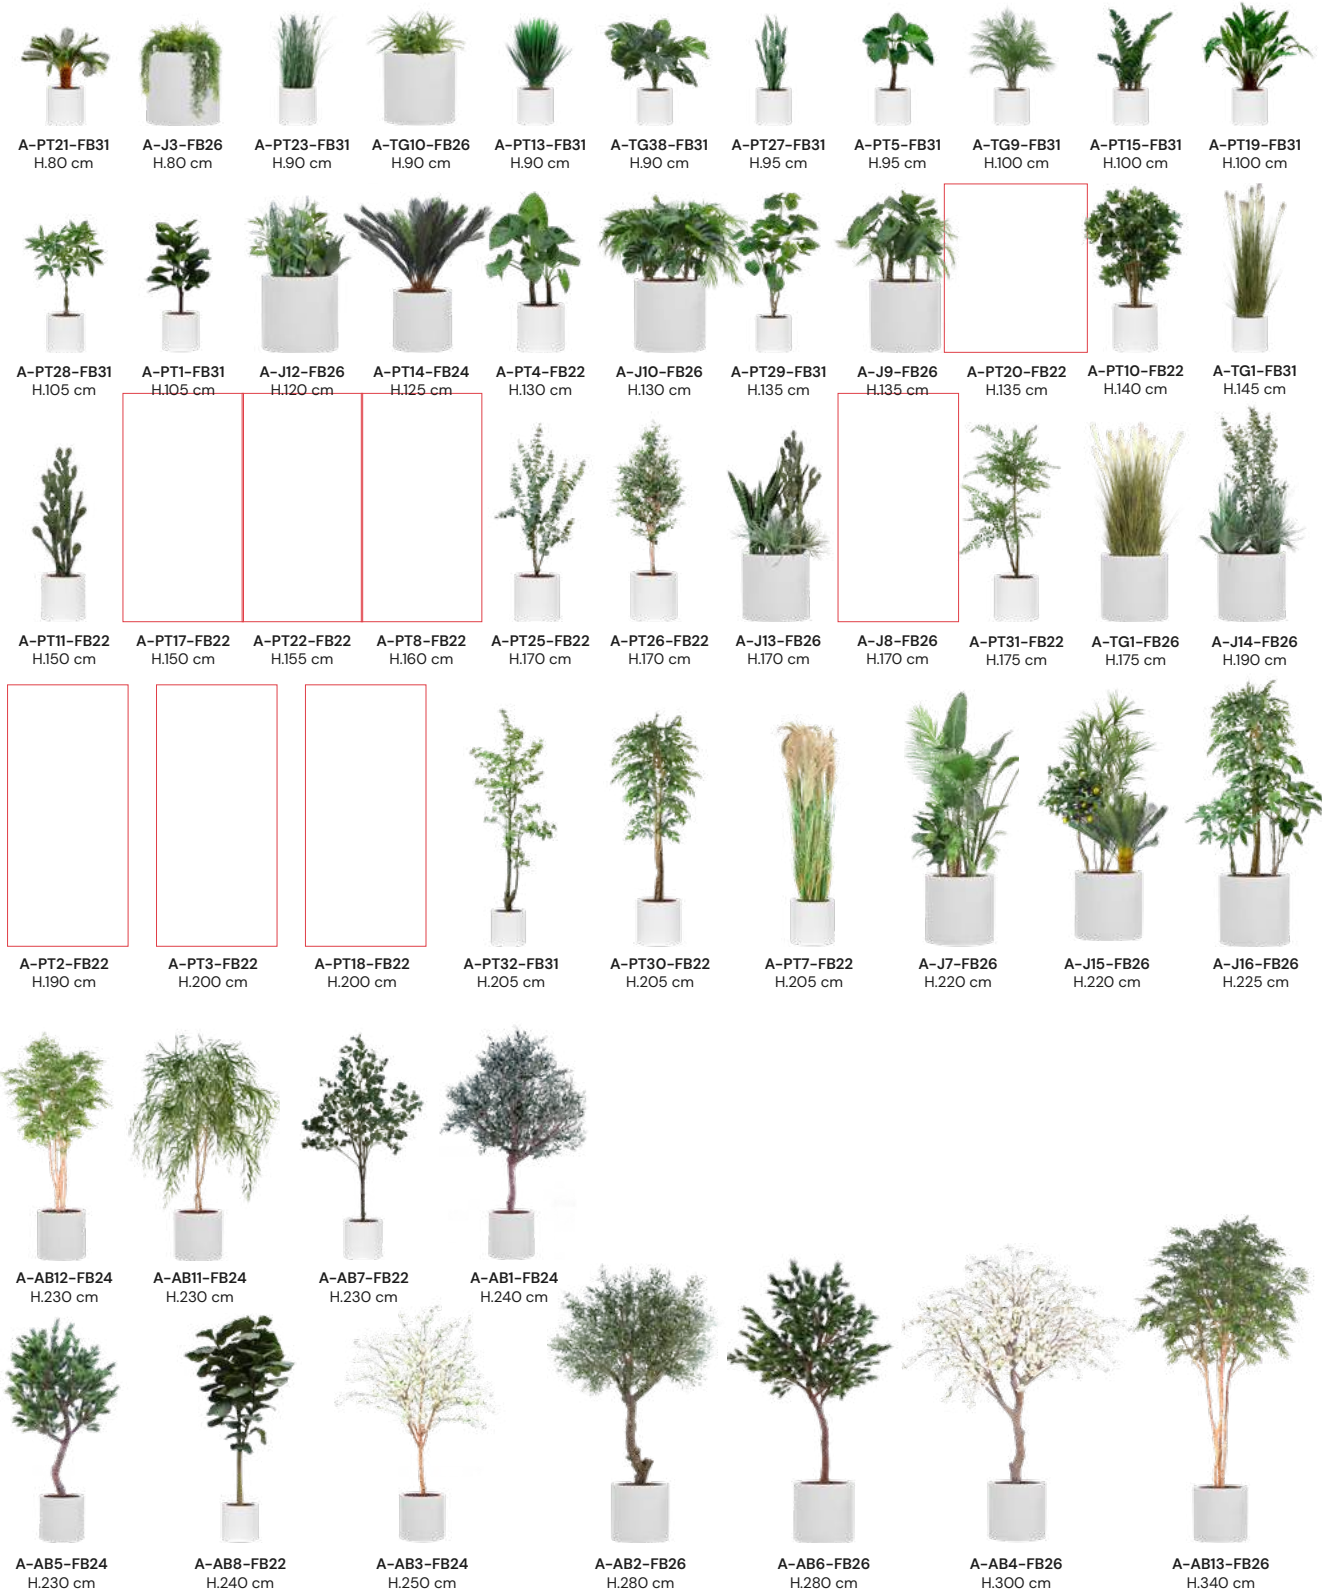 A-PT21-FB31
H.80 cm
A-J3-FB26
H.80 cm
A-PT23-FB31
H.90 cm
A-TG10-FB26
H.90 cm
A-PT13-FB31
H.90 cm
A-TG38-FB31
H.90 cm
A-PT27-FB31
H.95 cm
A-PT5-FB31
H.95 cm
A-TG9-FB31
H.100 cm
A-PT15-FB31
H.100 cm
A-PT19-FB31
H.100 cm
A-PT28-FB31
H.105 cm
A-PT1-FB31
H.105 cm
A-J12-FB26
H.120 cm
A-PT14-FB24
H.125 cm
A-PT4-FB22
H.130 cm
A-J10-FB26
H.130 cm
A-PT29-FB31
H.135 cm
A-J9-FB26
H.135 cm
A-PT20-FB22
H.135 cm
A-PT10-FB22
H.140 cm
A-TG1-FB31
H.145 cm
A-PT11-FB22
H.150 cm
A-PT17-FB22
H.150 cm
A-PT22-FB22
H.155 cm
A-PT8-FB22
H.160 cm
A-PT25-FB22
H.170 cm
A-PT26-FB22
H.170 cm
A-J13-FB26
H.170 cm
A-J8-FB26
H.170 cm
A-PT31-FB22
H.175 cm
A-TG1-FB26
H.175 cm
A-J14-FB26
H.190 cm
A-PT2-FB22
H.190 cm
A-PT3-FB22
H.200 cm
A-PT18-FB22
H.200 cm
A-PT32-FB31
H.205 cm
A-PT30-FB22
H.205 cm
A-PT7-FB22
H.205 cm
A-J7-FB26
H.220 cm
A-J15-FB26
H.220 cm
A-J16-FB26
H.225 cm
A-AB12-FB24
H.230 cm
A-AB11-FB24
H.230 cm
A-AB7-FB22
H.230 cm
A-AB1-FB24
H.240 cm
A-AB5-FB24
H.230 cm
A-AB8-FB22
H.240 cm
A-AB3-FB24
H.250 cm
A-AB2-FB26
H.280 cm
A-AB6-FB26
H.280 cm
A-AB4-FB26
H.300 cm
A-AB13-FB26
H.340 cm